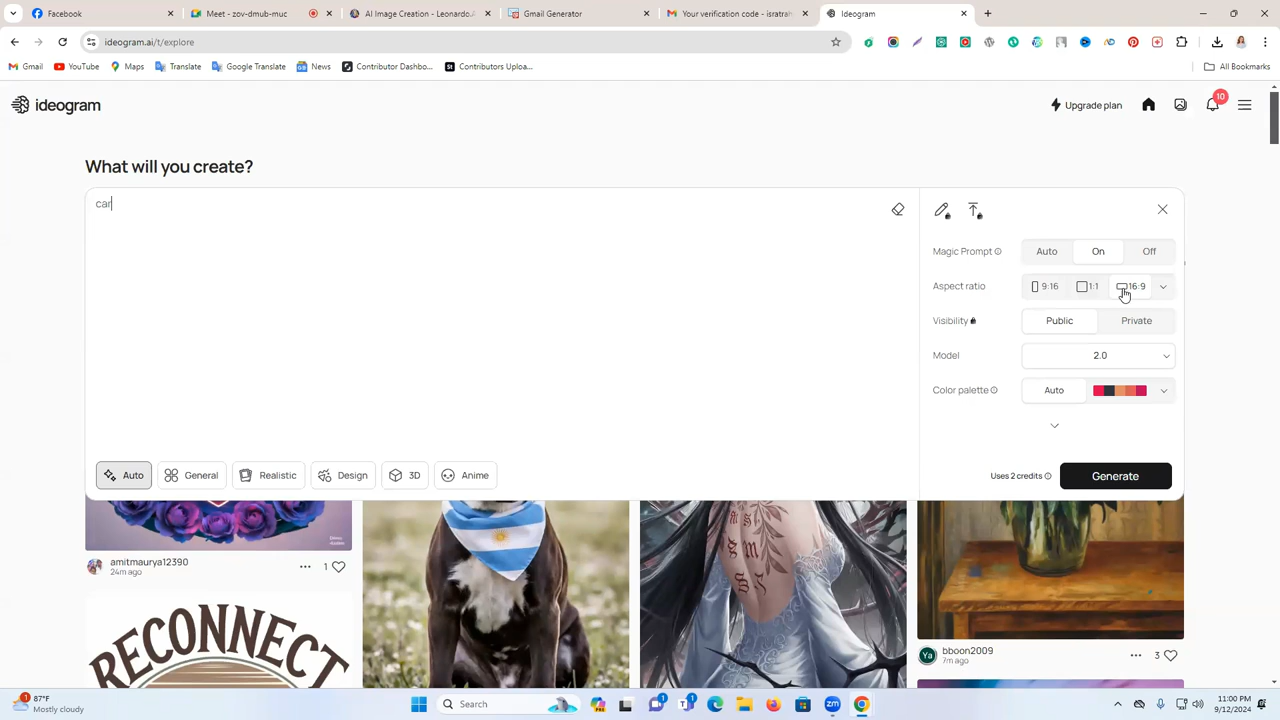 Facebook
Meet - zov-dmub-muc
AI Image Creation - Leonardo.A
Gmail Generator
Your verification code - isratrah
Ideogram
ideogram.ai/t/explore
Gmail
YouTube
Maps
Translate
Google Translate
News
Contributor Dashbo...
Contributors Uploa...
All Bookmarks
ideogram
Upgrade plan
10
What will you create?
car
Magic Prompt
Auto
On
Off
Aspect ratio
9:16
1:1
16:9
Visibility
Public
Private
Model
2.0
Color palette
Auto
Auto
General
Realistic
Design
3D
Anime
Uses 2 credits
Generate
amitmaurya12390
24m ago
1
RECONNECT
Ya
bboon2009
7m ago
3
87°F
Mostly cloudy
Search
11:00 PM
9/12/2024